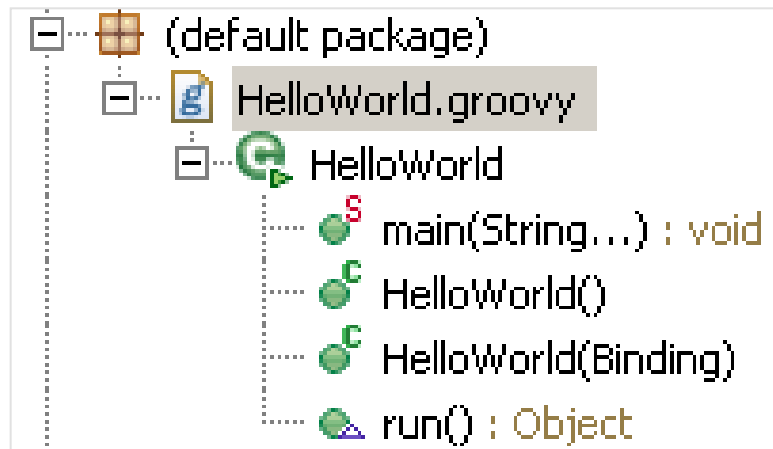 (default package)
g HelloWorld.groovy
C HelloWorld
S main(String...) : void
C HelloWorld()
C HelloWorld(Binding)
run() : Object